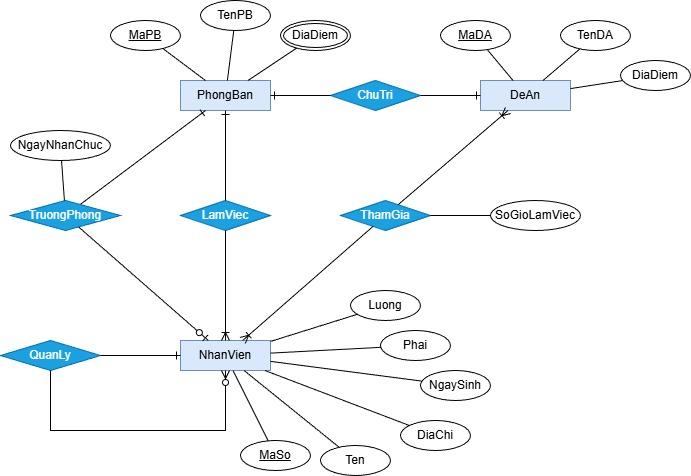 TenPB
MaPB
DiaDiem
MaDA
TenDA
DiaDiem
PhongBan
ChuTri
DeAn
NgayNhanChuc
TruongPhong
LamViec
ThamGia
SoGioLamViec
Luong
Phai
QuanLy
NhanVien
NgaySinh
DiaChi
MaSo
Ten